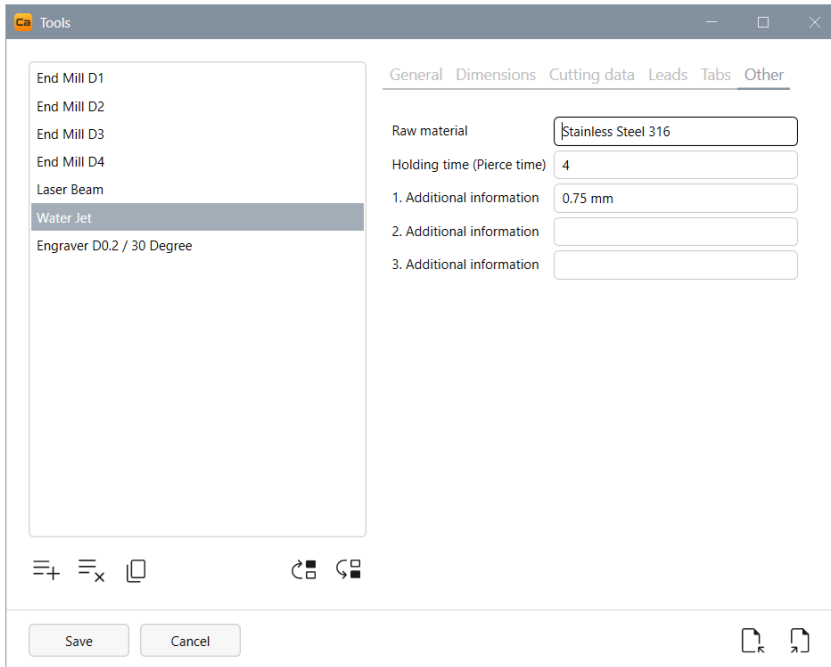 Ca Tools
End Mill D1
End Mill D2
End Mill D3
End Mill D4
Laser Beam
Water Jet
Engraver D0.2 / 30 Degree
General Dimensions Cutting data Leads Tabs Other
Raw material Stainless Steel 316
Holding time (Pierce time) 4
1. Additional information 0.75 mm
2. Additional information
3. Additional information
Save Cancel